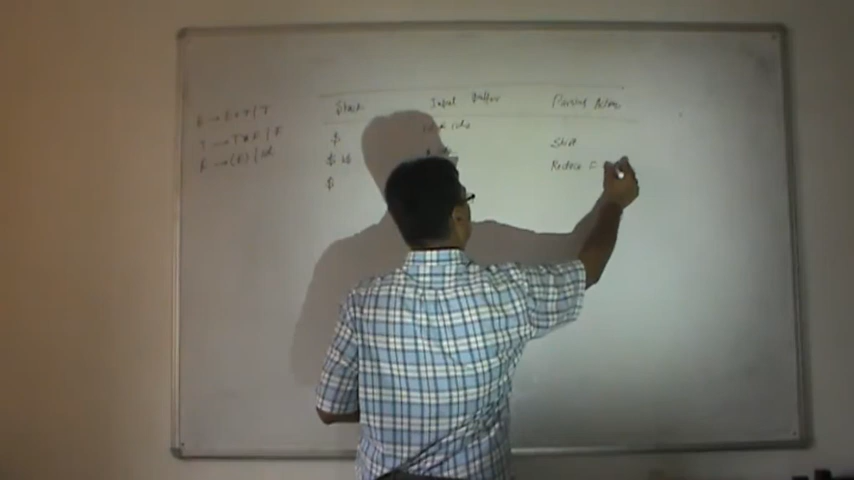 E → E + T / T
T → T * F / F
F → (E) / id
Stack Input Buffer Parsing Action
$ Shift
$ id Reduce F
$